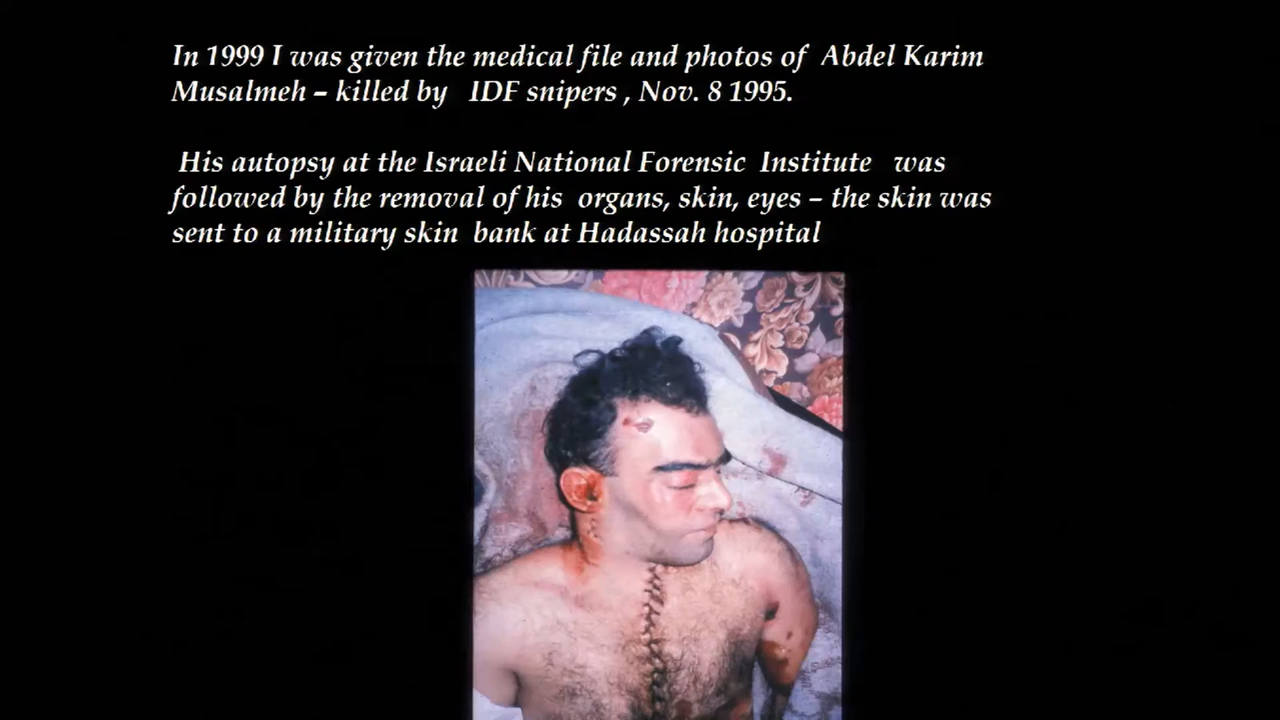 In 1999 I was given the medical file and photos of Abdel Karim
Musalmeh – killed by IDF snipers , Nov. 8 1995.
His autopsy at the Israeli National Forensic Institute was
followed by the removal of his organs, skin, eyes – the skin was
sent to a military skin bank at Hadassah hospital